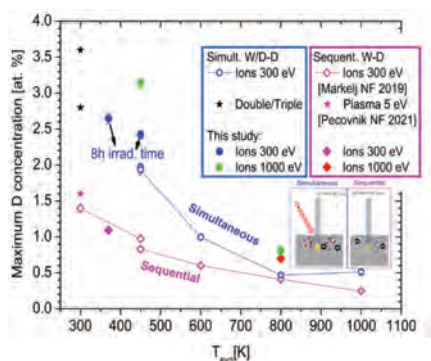 Maximum D concentration [at. %]
4.0
3.5
3.0
2.5
2.0
1.5
1.0
0.5
0.0
300 400 500 600 700 800 900 1000
Simult. W/D-D
Ions 300 eV
Double/Triple
This study:
Ions 300 eV
Ions 1000 eV
Sequent. W-D
Ions 300 eV
[Markelj NF 2019]
Plasma 5 eV
[Pecovnik NF 2021]
Ions 300 eV
Ions 1000 eV
8h irrad. time
Simultaneous
Sequential
Simultaneous
Sequential